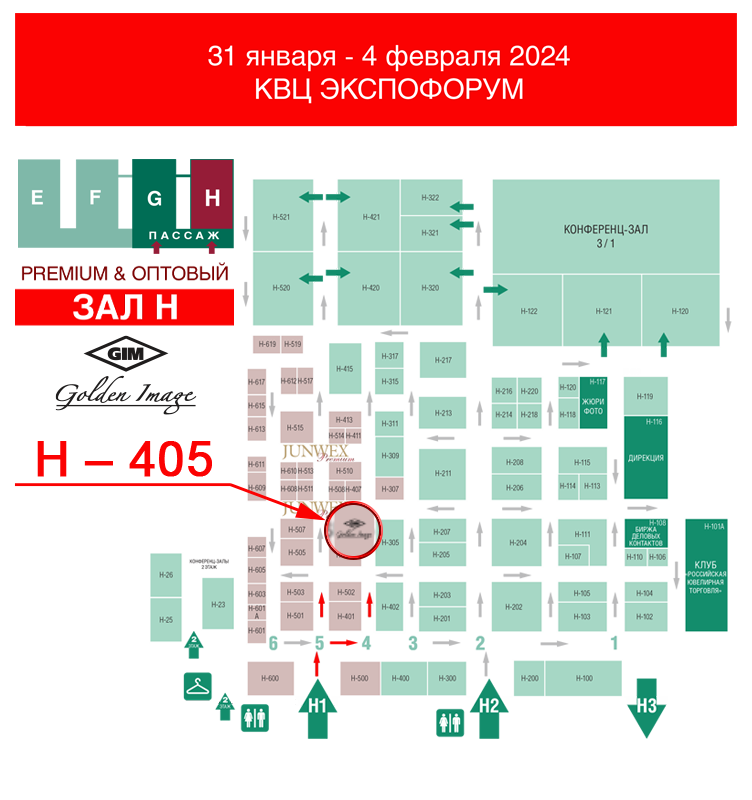 31 января - 4 февраля 2024
КВЦ ЭКСПОФОРУМ
E F G H
ПАССАЖ
PREMIUM & ОПТОВЫЙ
ЗАЛ H
GIM
Golden Image
H – 405
H-521 H-421 H-322
H-321
КОНФЕРЕНЦ-ЗАЛ
3 / 1
H-520 H-420 H-320
H-122 H-121 H-120
H-619 H-519
H-415 H-317 H-217
H-315
H-617 H-612 H-517
H-615
H-613 H-515
H-413
H-514 H-411
H-311
H-213
H-216 H-220
H-214 H-218
H-120
H-118
H-117
ЖЮРИ
ФОТО
H-119
H-116
ДИРЕКЦИЯ
JUNWEX
Premium
H-309
H-611 H-610 H-513 H-510
H-609 H-608 H-511 H-508 H-407 H-307
H-211
H-208 H-115
H-206 H-114 H-113
JUNWEX
Golden Image
H-507
H-505
H-305
H-207
H-205
H-204
H-111
H-107
H-108
БИРЖА
ДЕЛОВЫХ
КОНТАКТОВ
H-110 H-106
H-101A
КЛУБ
«РОССИЙСКАЯ
ЮВЕЛИРНАЯ
ТОРГОВЛЯ»
КОНФЕРЕНЦ-ЗАЛЫ
2 ЭТАЖ
H-26
H-25
H-23
H-607
H-605
H-603
H-601
A
H-601
H-503 H-502
H-501 H-401
H-402
H-203
H-201
H-202
H-105 H-104
H-103 H-102
6 5 4 3 2 1
2
ЭТАЖ
2
ЭТАЖ
H-600 H-500 H-400 H-300 H-200 H-100
H1 H2 H3